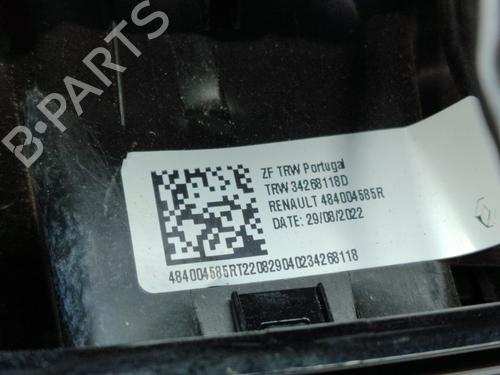 B-PARTS
ZF TRW Portugal
TRW 34268118D
RENAULT 484004585R
DATE: 29/08/2022
484004585RT220829040234268118